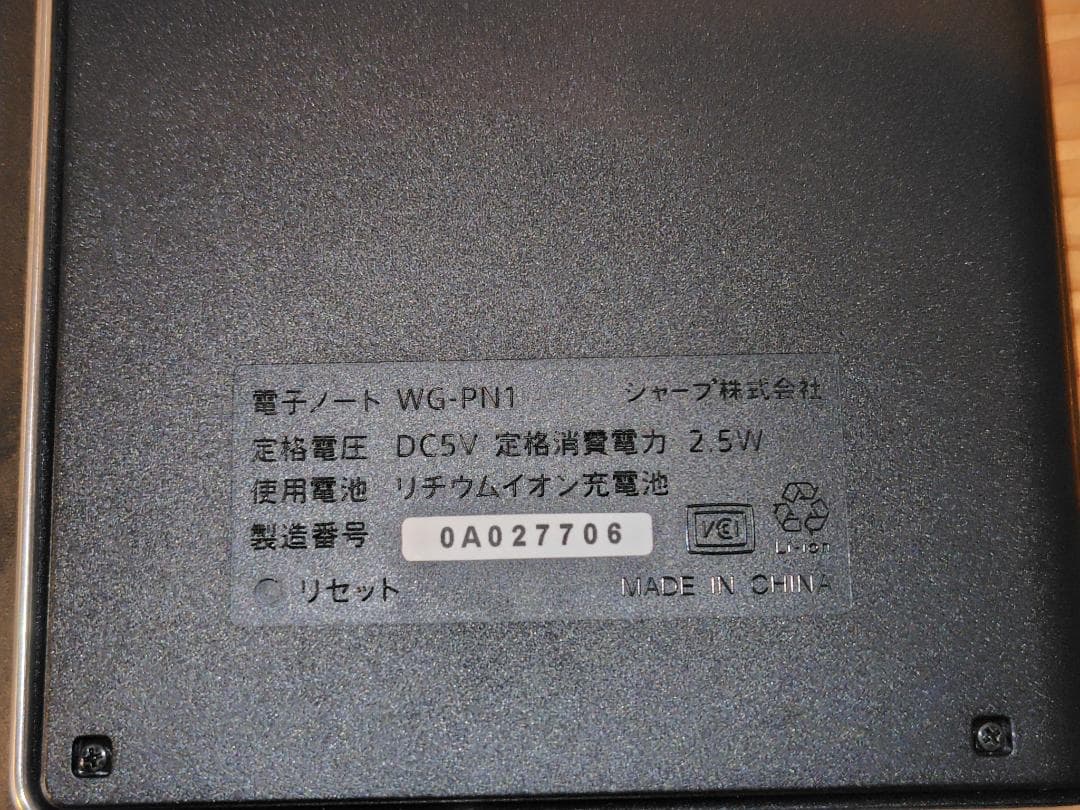 電子ノート WG-PN1 シャープ株式会社
定格電圧 DC5V 定格消費電力 2.5W
使用電池 リチウムイオン充電池
製造番号 0A027706 VCI Li-ion
リセット MADE IN CHINA